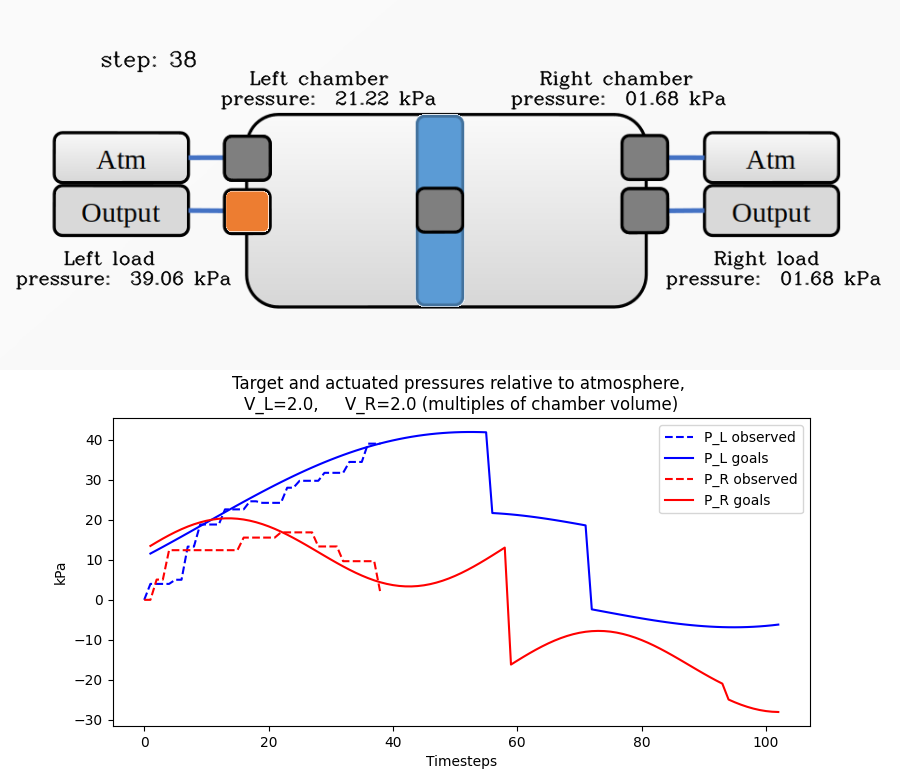 step: 38
Left chamber
pressure: 21.22 kPa
Right chamber
pressure: 01.68 kPa
Atm
Output
Atm
Output
Left load
pressure: 39.06 kPa
Right load
pressure: 01.68 kPa
Target and actuated pressures relative to atmosphere,
V_L=2.0, V_R=2.0 (multiples of chamber volume)
P_L observed
P_L goals
P_R observed
P_R goals
kPa
40
30
20
10
0
−10
−20
−30
0 20 40 60 80 100
Timesteps